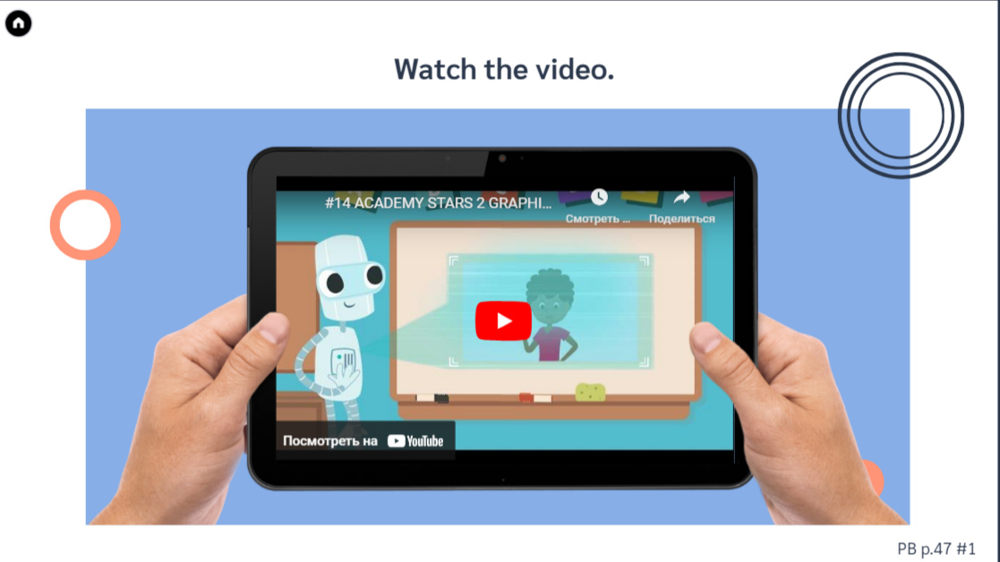 Watch the video.
#14 ACADEMY STARS 2 GRAPHI...
Смотреть ...
Поделиться
Посмотреть на YouTube
PB p.47 #1